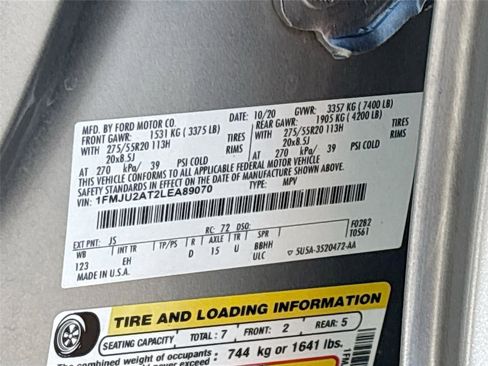 MFD. BY FORD MOTOR CO.
DATE: 10/20 GVWR: 3357 KG (7400 LB)
FRONT GAWR: 1531 KG (3375 LB) REAR GAWR: 1905 KG (4200 LB)
WITH 275/55R20 113H TIRES WITH 275/55R20 113H TIRES
20x8.5J RIMS 20x8.5J RIMS
AT 270 kPa/ 39 PSI COLD AT 270 kPa/ 39 PSI COLD
THIS VEHICLE CONFORMS TO ALL APPLICABLE FEDERAL MOTOR VEHICLE
SAFETY STANDARDS IN EFFECT ON THE DATE OF MANUFACTURE SHOWN ABOVE.
VIN: 1FMJU2AT2LEA89070 TYPE: MPV
EXT PNT: JS RC: 72 DSO: F0282
WB INT TR TP/PS R AXLE TR SPR T0561
123 EH D 15 U BBHH
MADE IN U.S.A. ULC 5U5A-3520472-AA
TIRE AND LOADING INFORMATION
SEATING CAPACITY TOTAL: 7 FRONT: 2 REAR: 5
The combined weight of occupants
744 kg or 1641 lbs.
1FM